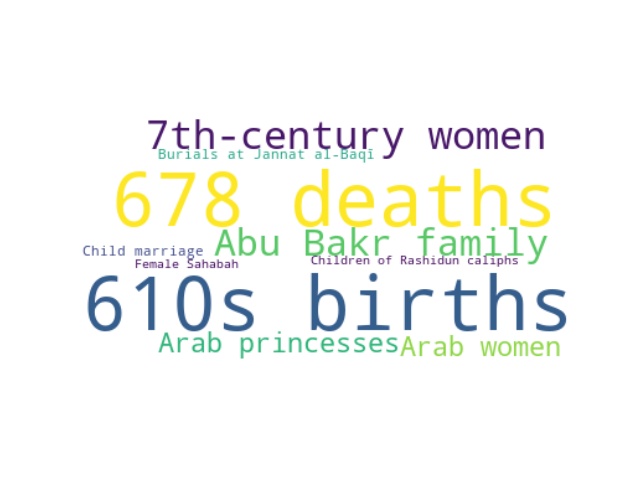 7th-century women
Burials at Jannat al-Baqī
678 deaths
Abu Bakr family
Child marriage
Female Sahabah
Children of Rashidun caliphs
610s births
Arab princesses
Arab women